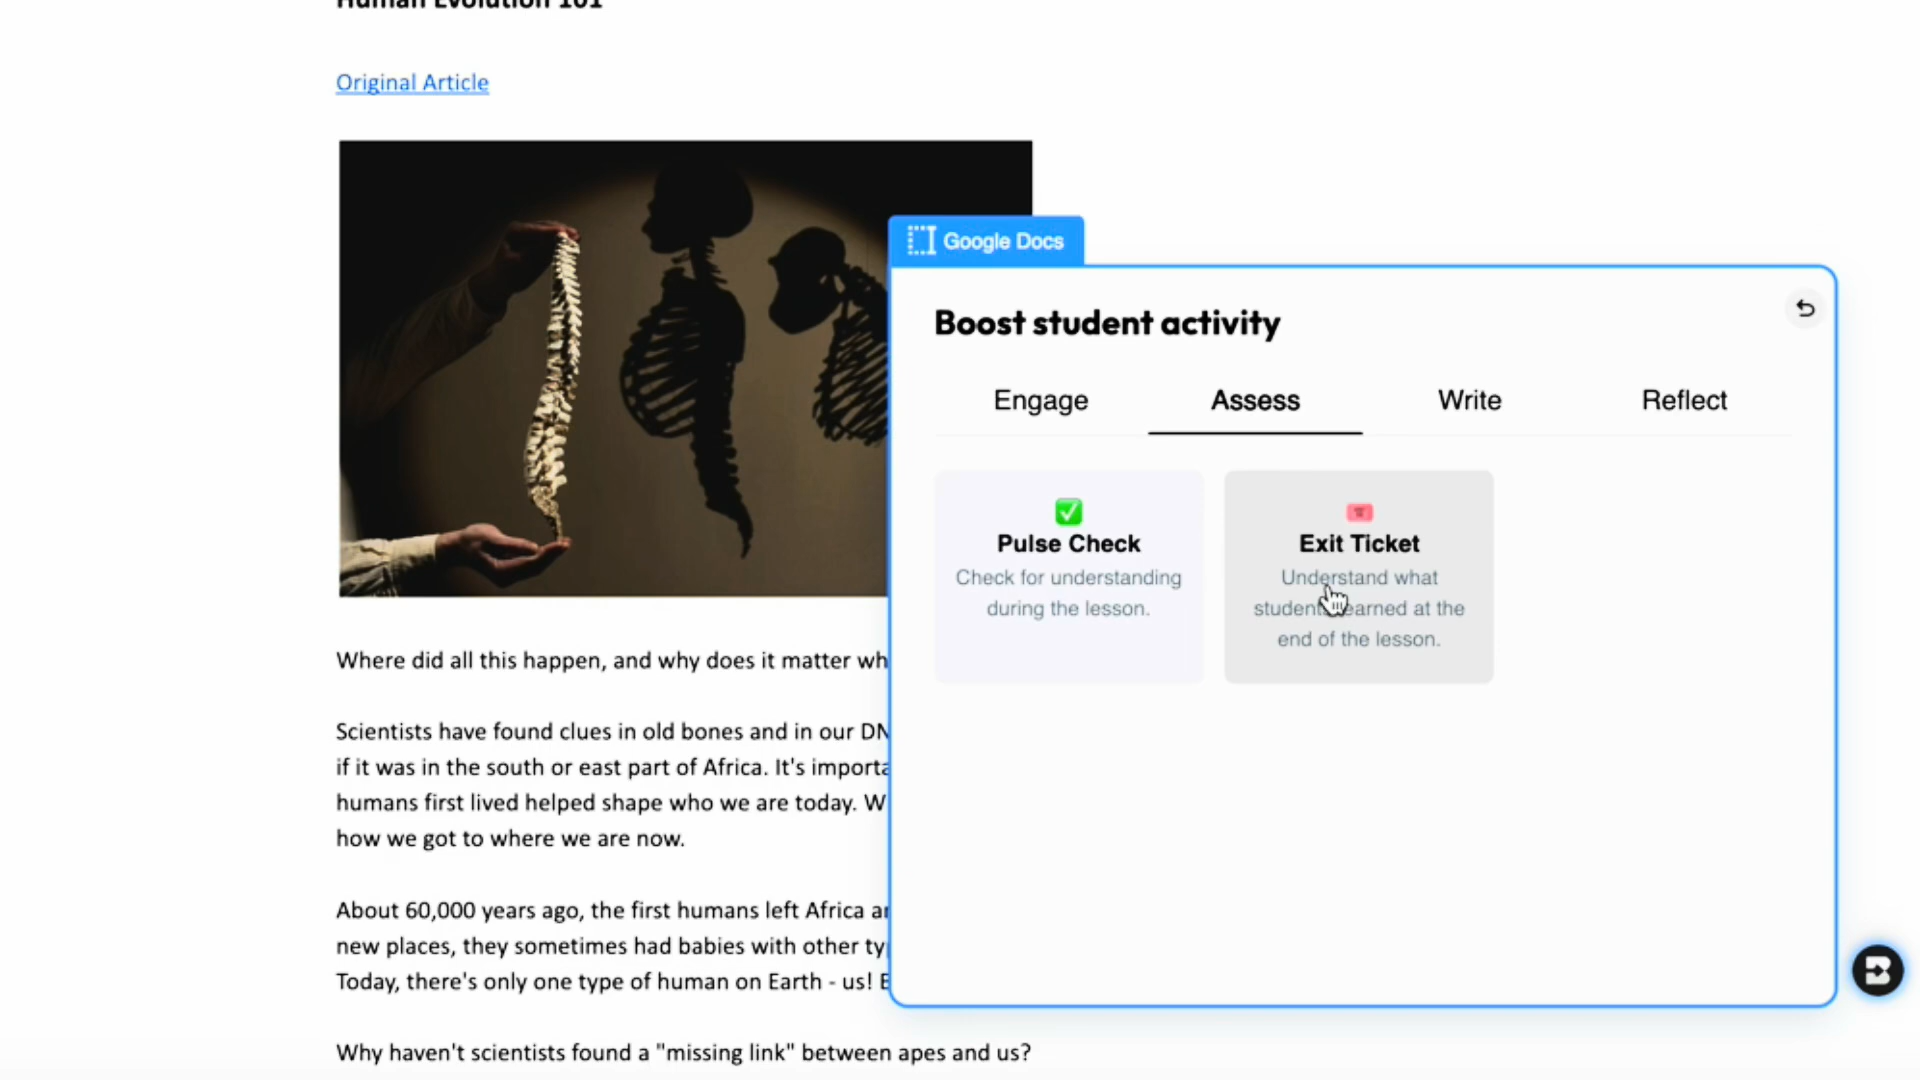 Human Evolution 101
Original Article
Google Docs
Boost student activity
Engage
Assess
Write
Reflect
Pulse Check
Check for understanding
during the lesson.
Exit Ticket
Understand what
learned at the
end of the lesson.
Where did all this happen, and why does it matter
Scientists have found clues in old bones and in our
if it was in the south or east part of Africa. It's
humans first lived helped shape who we are today.
how we got to where we are now.
About 60,000 years ago, the first humans left Africa
new places, they sometimes had babies with other
Today, there's only one type of human on Earth - us!
Why haven't scientists found a "missing link" between apes and us?